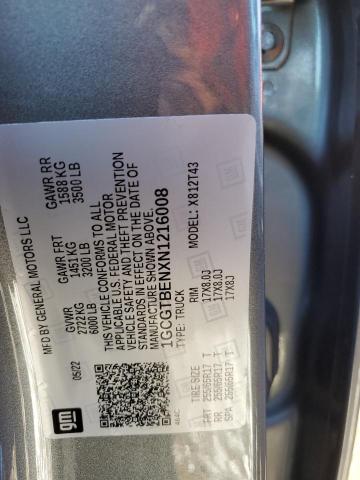 MFD BY GENERAL MOTORS LLC
05/22
GVWR
2722KG
6000 LB
GAWR FRT
1451 KG
3200 LB
GAWR RR
1588 KG
3500 LB
THIS VEHICLE CONFORMS TO ALL
APPLICABLE U.S. FEDERAL MOTOR
VEHICLE SAFETY AND THEFT PREVENTION
STANDARDS IN EFFECT ON THE DATE OF
MANUFACTURE SHOWN ABOVE.
1GCGTBENXN1216008
TYPE: TRUCK
MODEL: X812T43
464C
TIRE SIZE RIM
FRT 255/65R17 T 17X8.0J
RR 255/65R17 T 17X8.0J
SPA 255/65R17 T 17X8J
gm